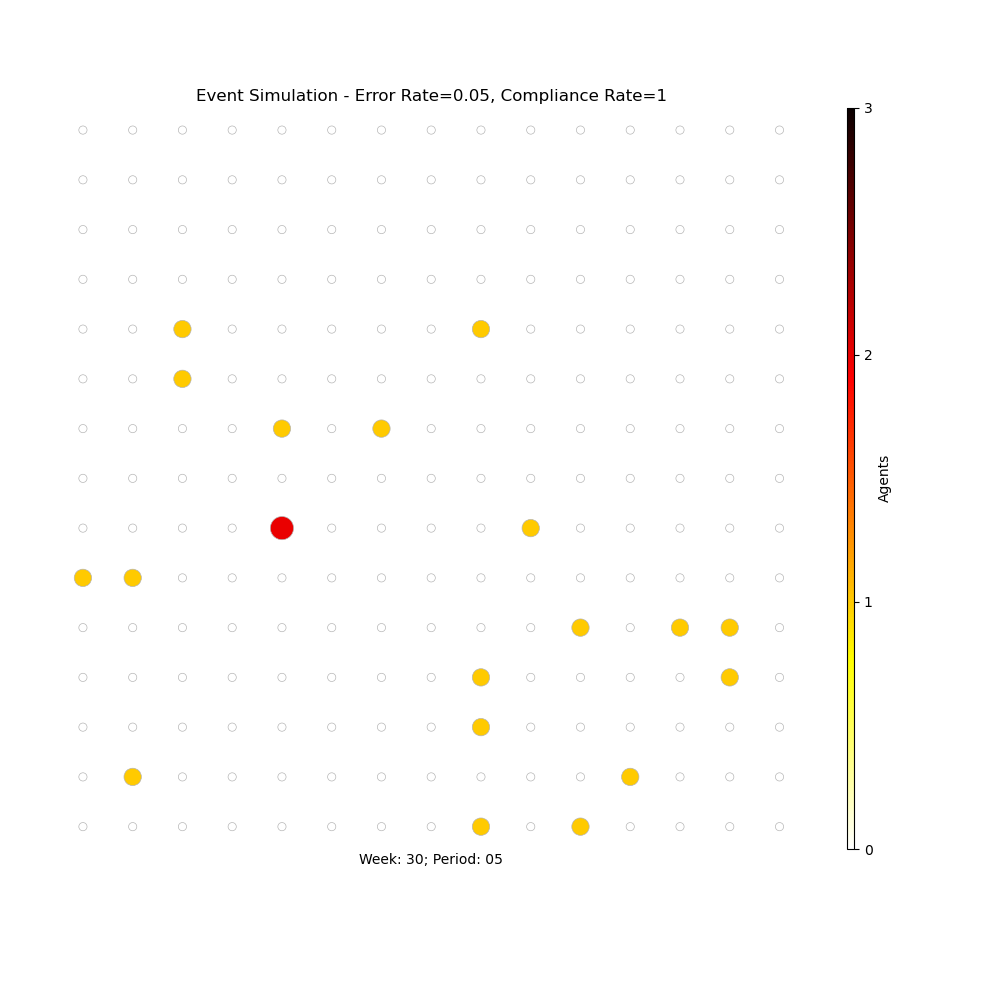 Event Simulation - Error Rate=0.05, Compliance Rate=1
3
2
Agents
1
0
Week: 30; Period: 05